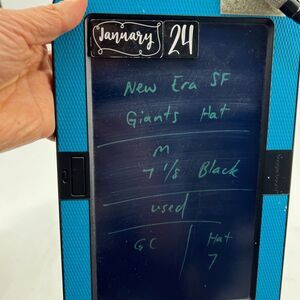 January 24
New Era SF
Giants Hat
M
7 1/8 Black
used
GC Hat
7